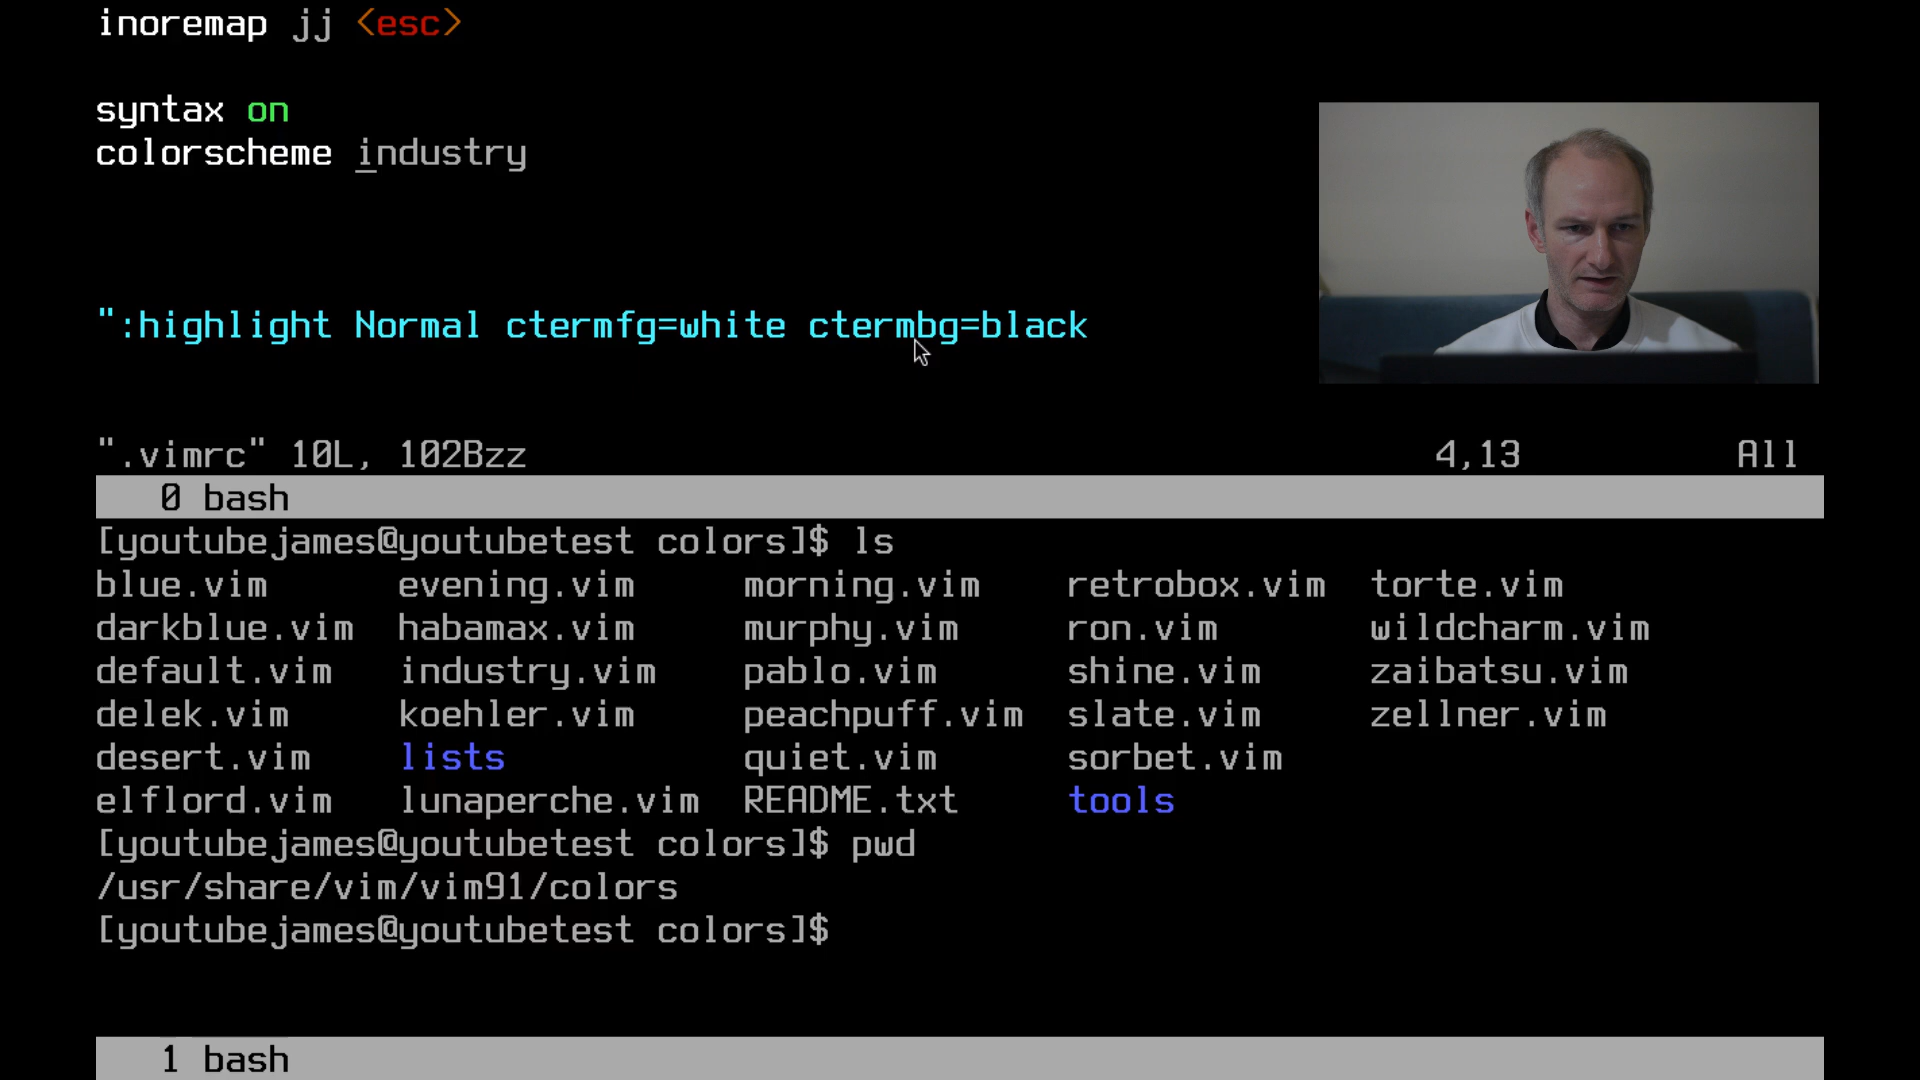 inoremap jj <esc>
syntax on
colorscheme industry
":highlight Normal ctermfg=white ctermbg=black
".vimrc" 10L, 102Bzz 4,13 All
0 bash
[youtubejames@youtubetest colors]$ ls
blue.vim evening.vim morning.vim retrobox.vim torte.vim
darkblue.vim habamax.vim murphy.vim ron.vim wildcharm.vim
default.vim industry.vim pablo.vim shine.vim zaibatsu.vim
delek.vim koehler.vim peachpuff.vim slate.vim zellner.vim
desert.vim lists quiet.vim sorbet.vim
elflord.vim lunaperche.vim README.txt tools
[youtubejames@youtubetest colors]$ pwd
/usr/share/vim/vim91/colors
[youtubejames@youtubetest colors]$
1 bash